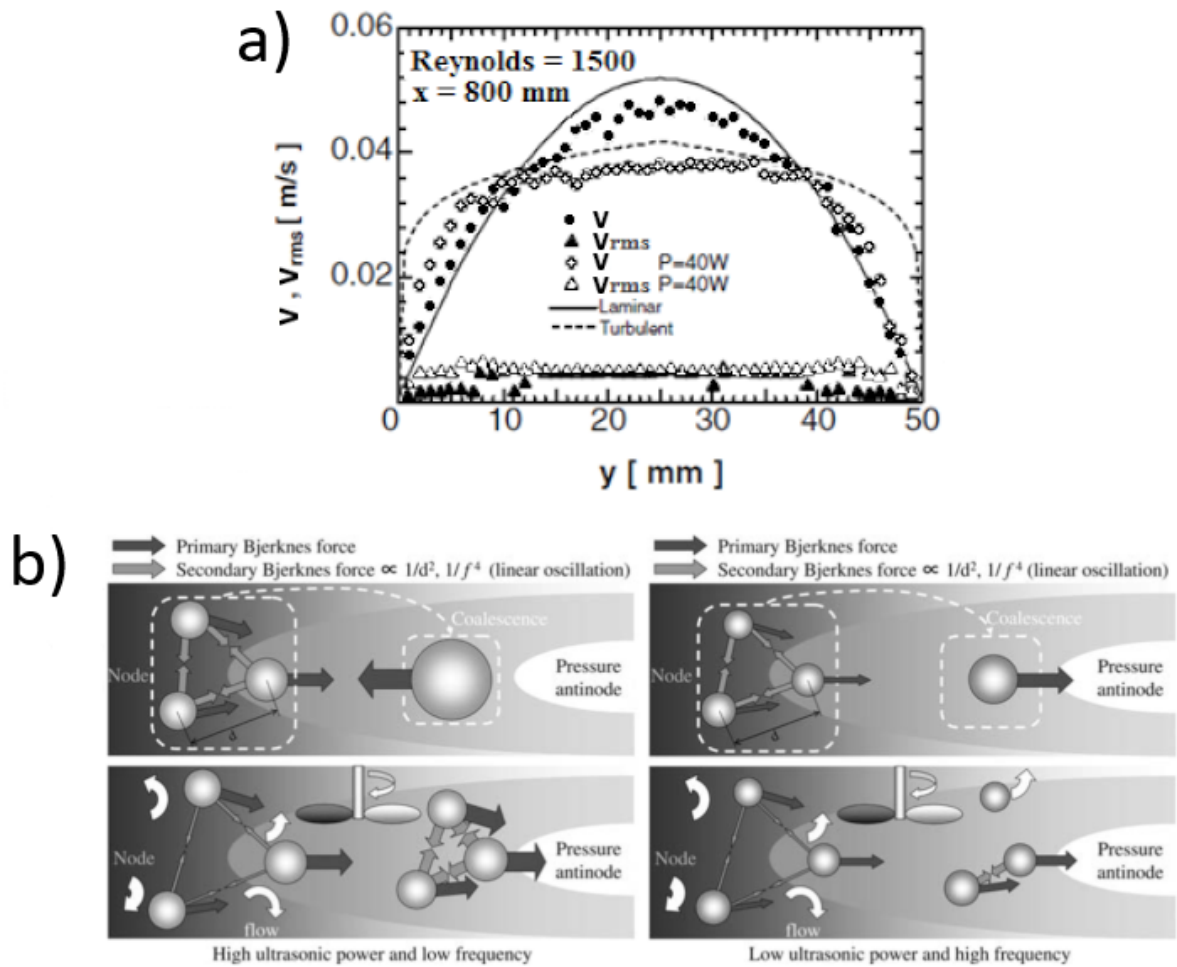 a)
Reynolds = 1500
x = 800 mm
0.06
0.04
0.02
v , v rms [ m/s ]
V
Vrms
V P=40W
Vrms P=40W
Laminar
Turbulent
0 10 20 30 40 50
y [ mm ]
b)
Primary Bjerknes force
Secondary Bjerknes force ∝ 1/d², 1/f⁴ (linear oscillation)
Coalescence
Node
d
Pressure
antinode
Node
flow
Pressure
antinode
High ultrasonic power and low frequency
Primary Bjerknes force
Secondary Bjerknes force ∝ 1/d², 1/f⁴ (linear oscillation)
Coalescence
Node
d
Pressure
antinode
Node
flow
Pressure
antinode
Low ultrasonic power and high frequency